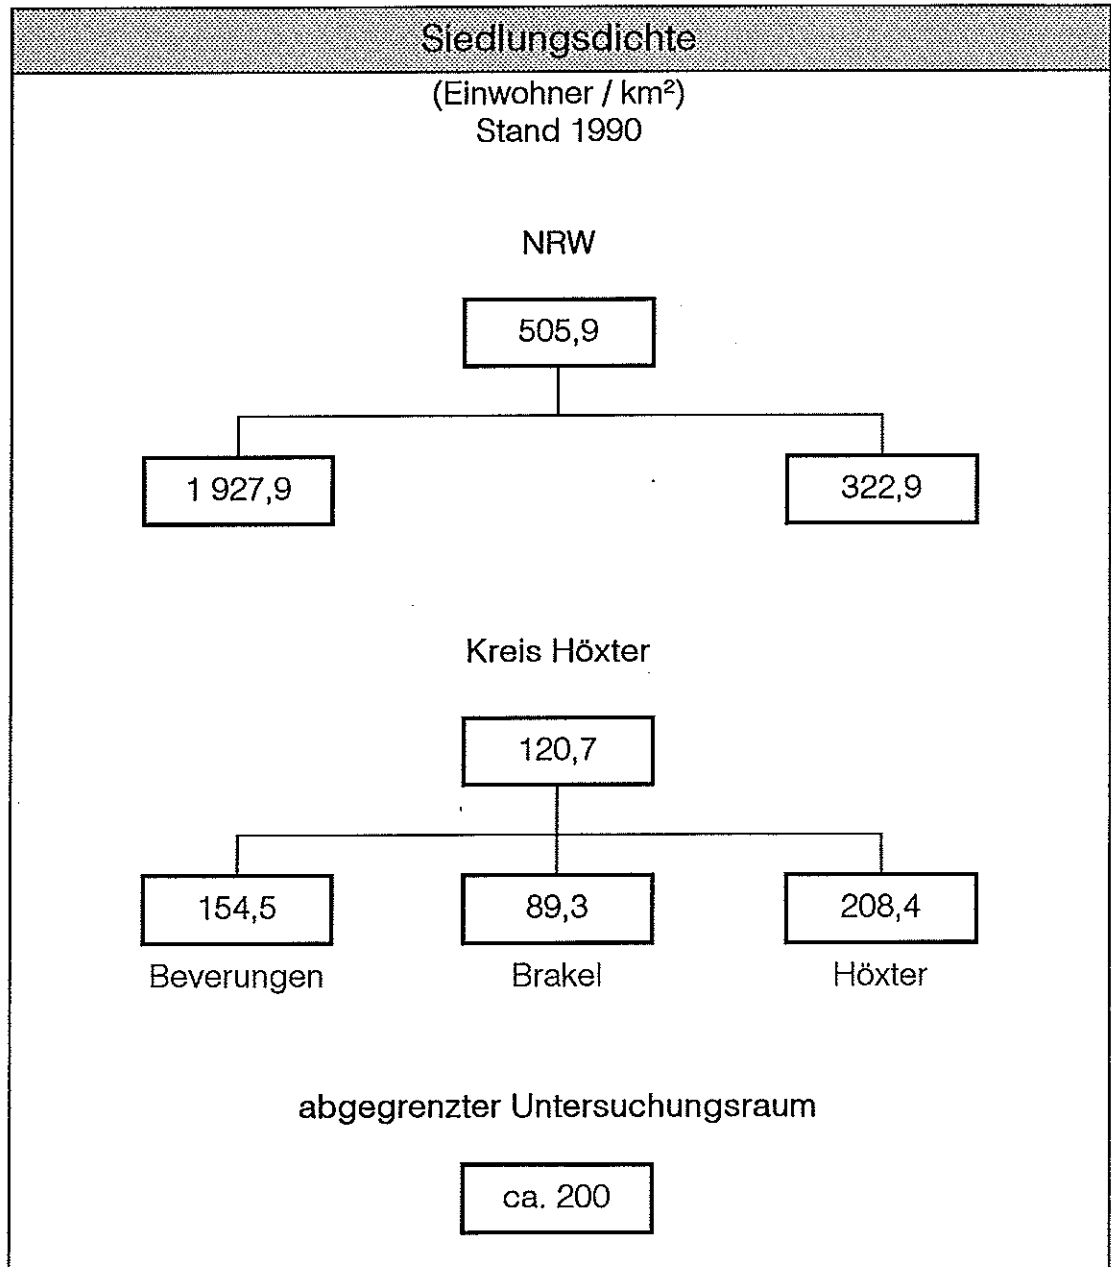 Siedlungsdichte
(Einwohner / km²)
Stand 1990
NRW
505,9
1 927,9
322,9
Kreis Höxter
120,7
154,5
89,3
208,4
Beverungen
Brakel
Höxter
abgegrenzter Untersuchungsraum
ca. 200